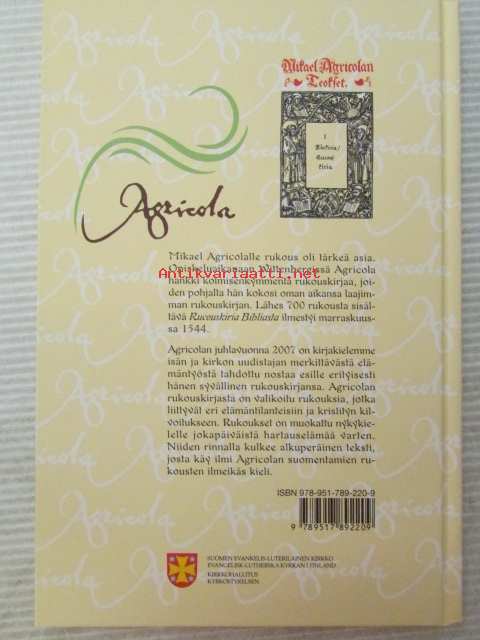 Agricola
Mikael Agricolan
Teokset.
I
Agricola
Mikael Agricolalle rukous oli tärkeä asia.
Opiskeluaikanaan Wittenbergissä Agricola
Antikvariaatti.net
hankki kolmisenkymmentä rukouskirjaa, joi-
den pohjalta hän kokosi oman aikansa laajim-
man rukouskirjan. Lähes 700 rukousta sisäl-
tävä Rucouskiria Bibliasta ilmestyi marraskuus-
sa 1544.
Agricolan juhlavuonna 2007 on kirjakielemme
isän ja kirkon uudistajan merkittävästä elä-
mäntyöstä tahdottu nostaa esille erityisesti
hänen syvällinen rukouskirjansa. Agricolan
rukouskirjasta on valikoitu rukouksia, jotka
liittyvät eri elämäntilanteisiin ja kristityn kil-
voitukseen. Rukoukset on muokattu nykykie-
lelle jokapäiväistä hartauselämää varten.
Niiden rinnalla kulkee alkuperäinen teksti,
josta käy ilmi Agricolan suomentamien ru-
kousten ilmeikäs kieli.
ISBN 978-951-789-220-9
9 789517 892209
SUOMEN EVANKELIS-LUTERILAINEN KIRKKO
EVANGELISK-LUTHERSKA KYRKAN I FINLAND
KIRKKOHALLITUS
KYRKOSTYRELSEN